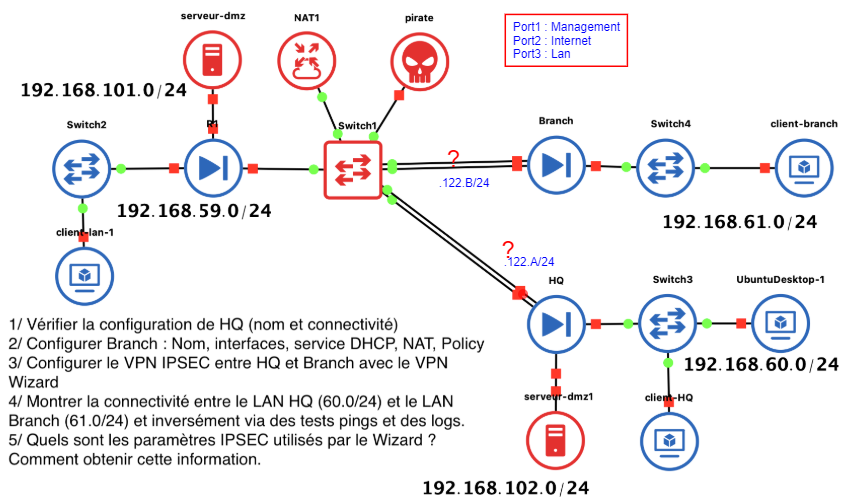 serveur-dmz
NAT1
pirate
Port1 : Management
Port2 : Internet
Port3 : Lan
192.168.101.0/24
Switch2
R1
Switch1
Branch
Switch4
client-branch
?
.122.B/24
192.168.59.0/24
192.168.61.0/24
client-lan-1
?
.122.A/24
HQ
Switch3
UbuntuDesktop-1
1/ Vérifier la configuration de HQ (nom et connectivité)
2/ Configurer Branch : Nom, interfaces, service DHCP, NAT, Policy
3/ Configurer le VPN IPSEC entre HQ et Branch avec le VPN
Wizard
4/ Montrer la connectivité entre le LAN HQ (60.0/24) et le LAN
Branch (61.0/24) et inversément via des tests pings et des logs.
5/ Quels sont les paramètres IPSEC utilisés par le Wizard ?
Comment obtenir cette information.
192.168.60.0/24
serveur-dmz1
client-HQ
192.168.102.0/24